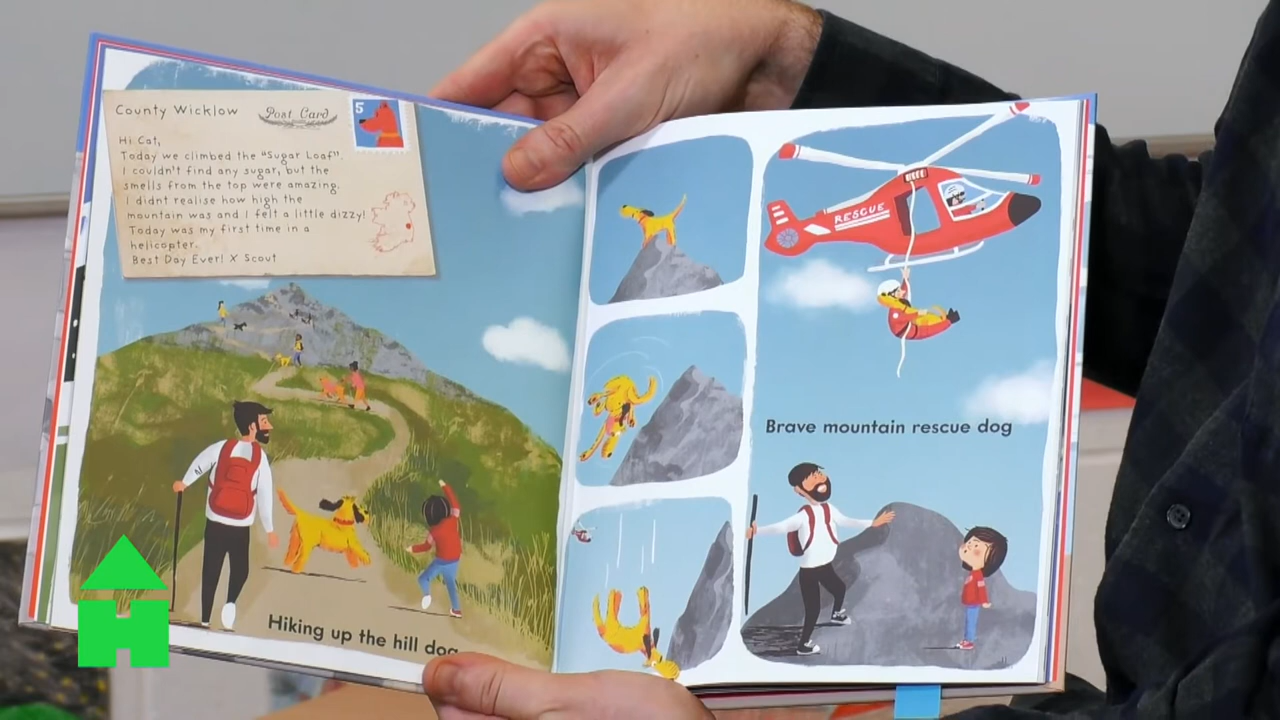 County Wicklow
Post Card
5
Hi Cat,
Today we climbed the "Sugar Loaf".
I couldn't find any sugar, but the
smells from the top were amazing.
I didnt realise how high the
mountain was and I felt a little dizzy!
Today was my first time in a
helicopter.
Best Day Ever! X Scout
Hiking up the hill dog
RESCUE
Brave mountain rescue dog
H